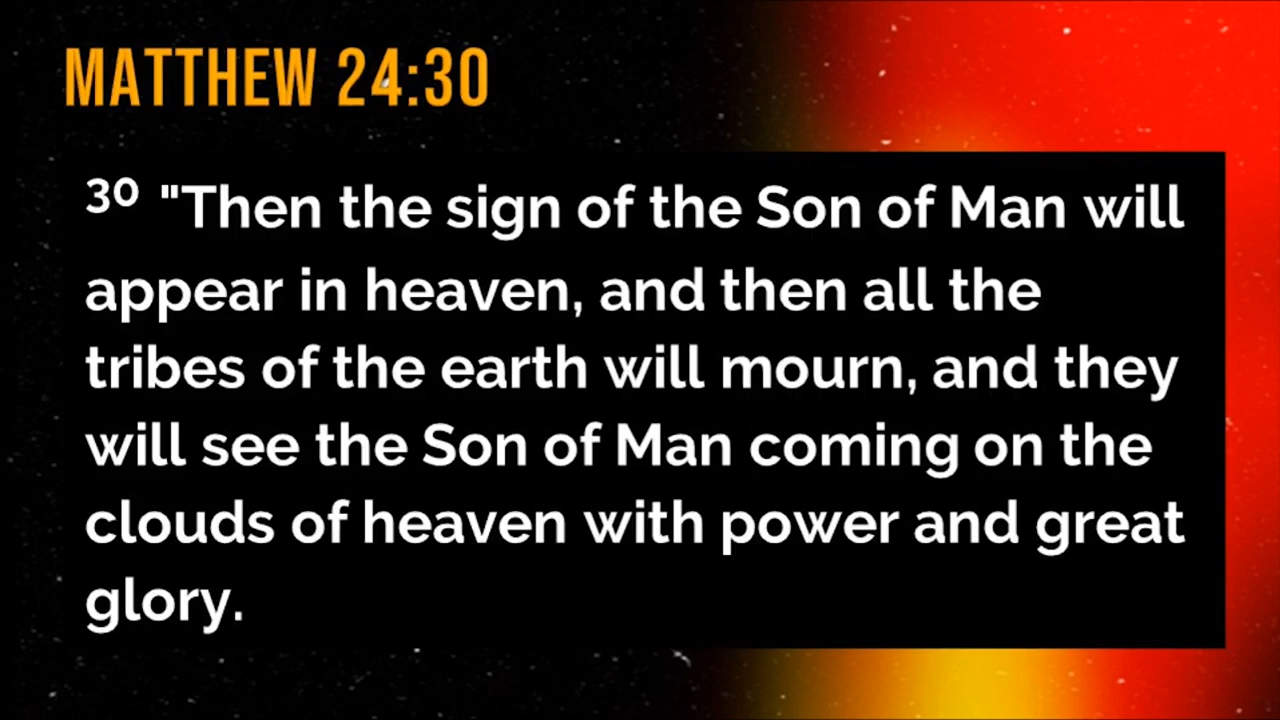 MATTHEW 24:30
30 "Then the sign of the Son of Man will
appear in heaven, and then all the
tribes of the earth will mourn, and they
will see the Son of Man coming on the
clouds of heaven with power and great
glory.